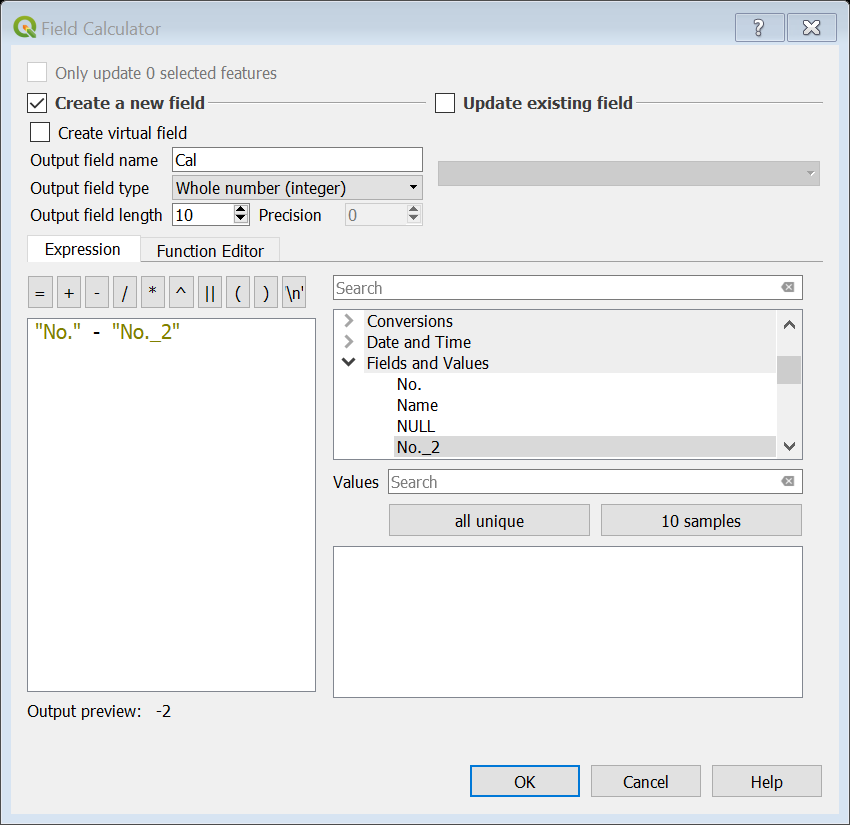 Field Calculator
Only update 0 selected features
Create a new field
Update existing field
Create virtual field
Output field name Cal
Output field type Whole number (integer)
Output field length 10 Precision 0
Expression Function Editor
= + - / * ^ || ( ) \n'
"No." - "No._2"
Search
Conversions
Date and Time
Fields and Values
No.
Name
NULL
No._2
Values Search
all unique 10 samples
Output preview: -2
OK Cancel Help